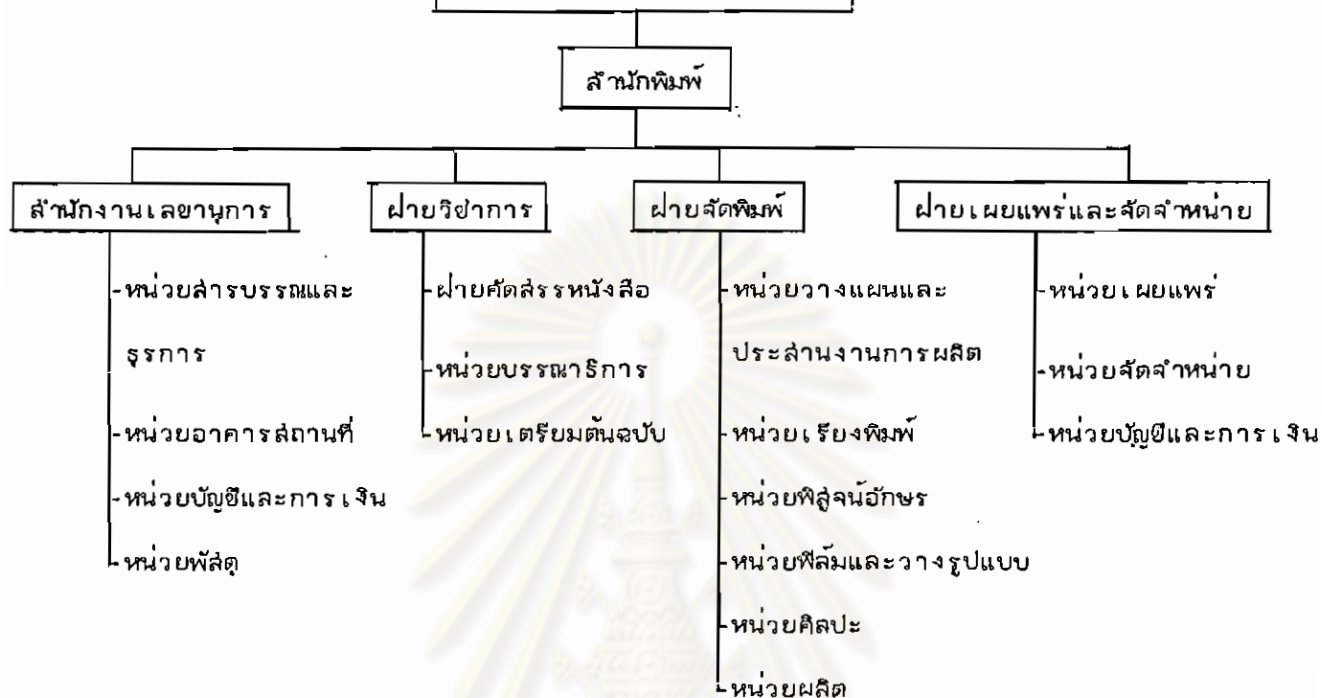 สำนักพิมพ์
สำนักงานเลขานุการ
ฝ่ายวิชาการ
ฝ่ายจัดพิมพ์
ฝ่ายเผยแพร่และจัดจำหน่าย
-หน่วยสารบรรณและ
ธุรการ
-หน่วยอาคารสถานที่
-หน่วยบัญชีและการเงิน
-หน่วยพัสดุ
-ฝ่ายคัดสรรหนังสือ
-หน่วยบรรณาธิการ
-หน่วยเตรียมต้นฉบับ
-หน่วยวางแผนและ
ประสานงานการผลิต
-หน่วยเรียงพิมพ์
-หน่วยพิสูจน์อักษร
-หน่วยฟิล์มและวางรูปแบบ
-หน่วยศิลปะ
-หน่วยผลิต
-หน่วยเผยแพร่
-หน่วยจัดจำหน่าย
-หน่วยบัญชีและการเงิน